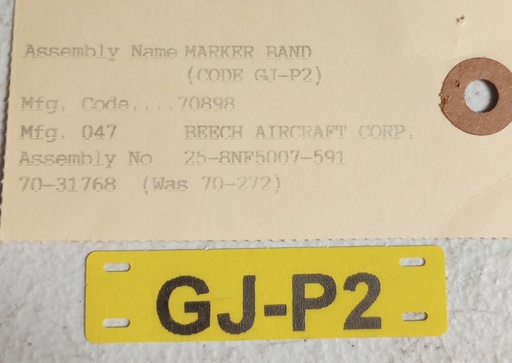 Assembly Name MARKER BAND
(CODE GJ-P2)
Mfg. Code....70898
Mfg. 047 BEECH AIRCRAFT CORP.
Assembly No 25-8NF5007-591
70-31768 (Was 70-272)
GJ-P2